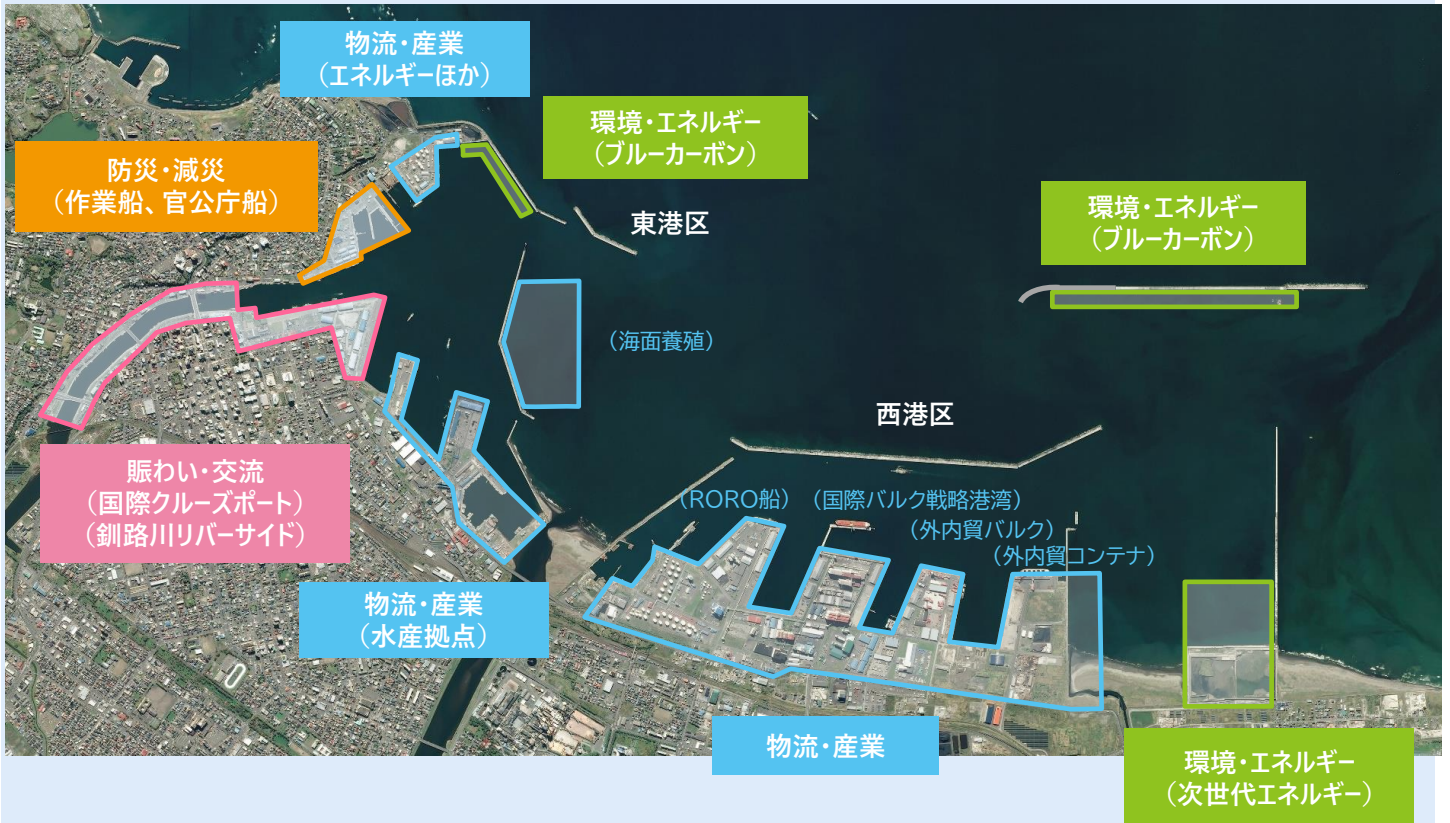 物流・産業
（エネルギーほか）
環境・エネルギー
（ブルーカーボン）
防災・減災
（作業船、官公庁船）
東港区
環境・エネルギー
（ブルーカーボン）
（海面養殖）
西港区
賑わい・交流
（国際クルーズポート）
（釧路川リバーサイド）
（RORO船）
（国際バルク戦略港湾）
（外内貿バルク）
（外内貿コンテナ）
物流・産業
（水産拠点）
物流・産業
環境・エネルギー
（次世代エネルギー）